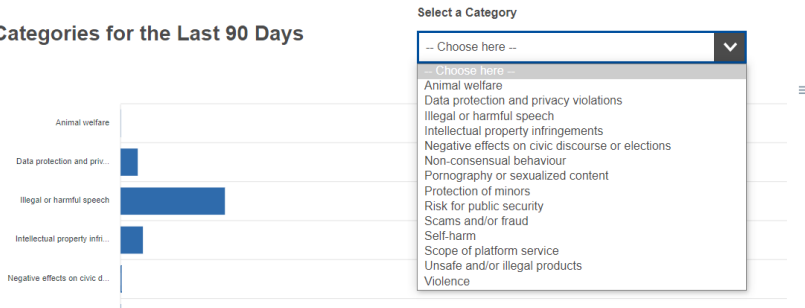 Categories for the Last 90 Days
Select a Category
-- Choose here --
-- Choose here --
Animal welfare
Data protection and privacy violations
Illegal or harmful speech
Intellectual property infringements
Negative effects on civic discourse or elections
Non-consensual behaviour
Pornography or sexualized content
Protection of minors
Risk for public security
Scams and/or fraud
Self-harm
Scope of platform service
Unsafe and/or illegal products
Violence
Animal welfare
Data protection and priv...
Illegal or harmful speech
Intellectual property infri...
Negative effects on civic d...